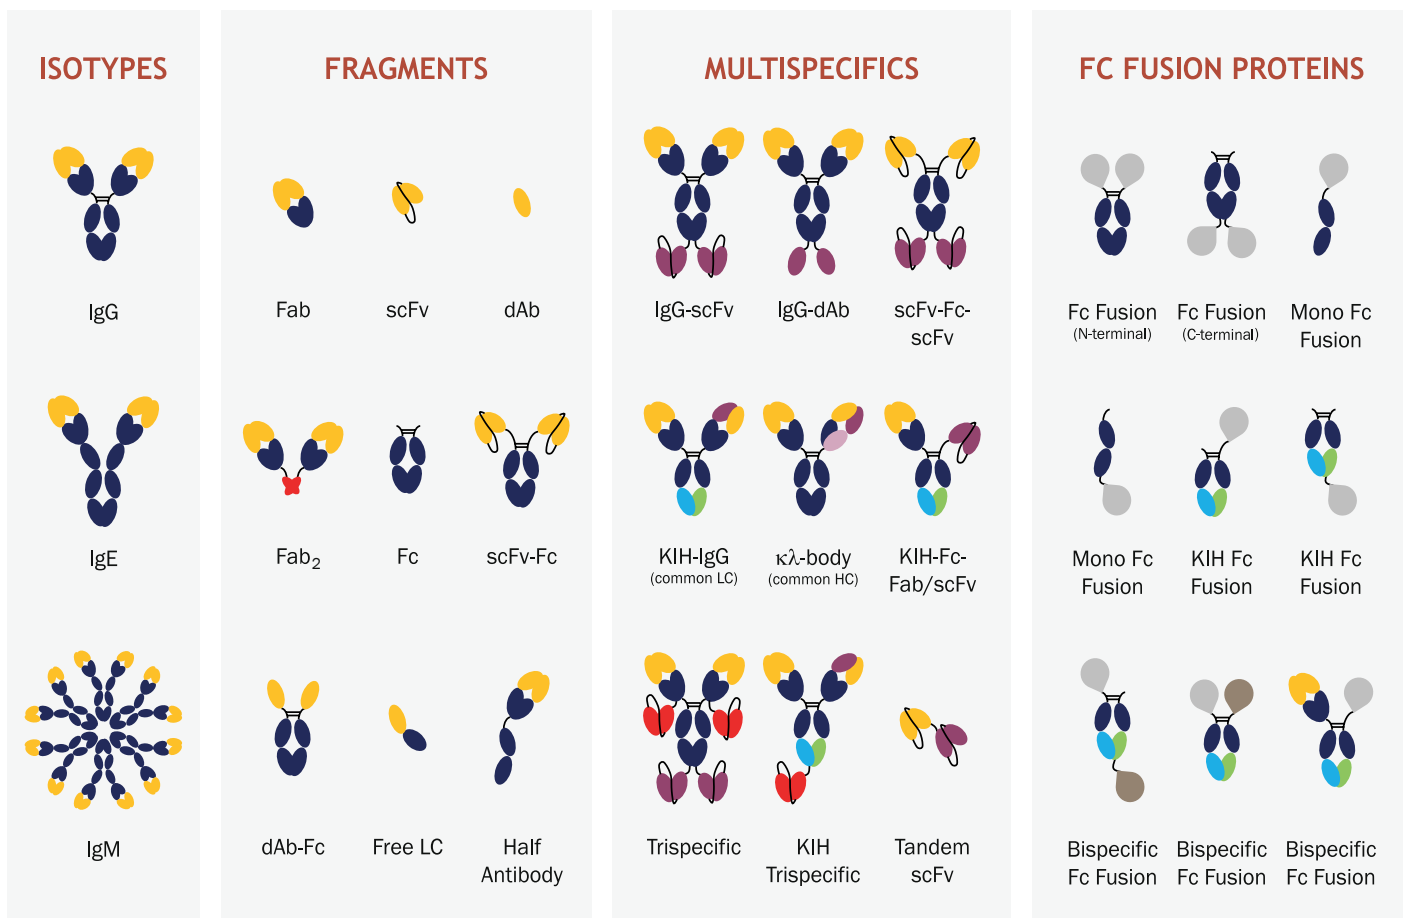 ISOTYPES
FRAGMENTS
MULTISPECIFICS
FC FUSION PROTEINS
IgG
Fab
scFv
dAb
IgG-scFv
IgG-dAb
scFv-Fc-
scFv
Fc Fusion
(N-terminal)
Fc Fusion
(C-terminal)
Mono Fc
Fusion
IgE
Fab₂
Fc
scFv-Fc
KIH-IgG
(common LC)
κλ-body
(common HC)
KIH-Fc-
Fab/scFv
Mono Fc
Fusion
KIH Fc
Fusion
KIH Fc
Fusion
IgM
dAb-Fc
Free LC
Half
Antibody
Trispecific
KIH
Trispecific
Tandem
scFv
Bispecific
Fc Fusion
Bispecific
Fc Fusion
Bispecific
Fc Fusion